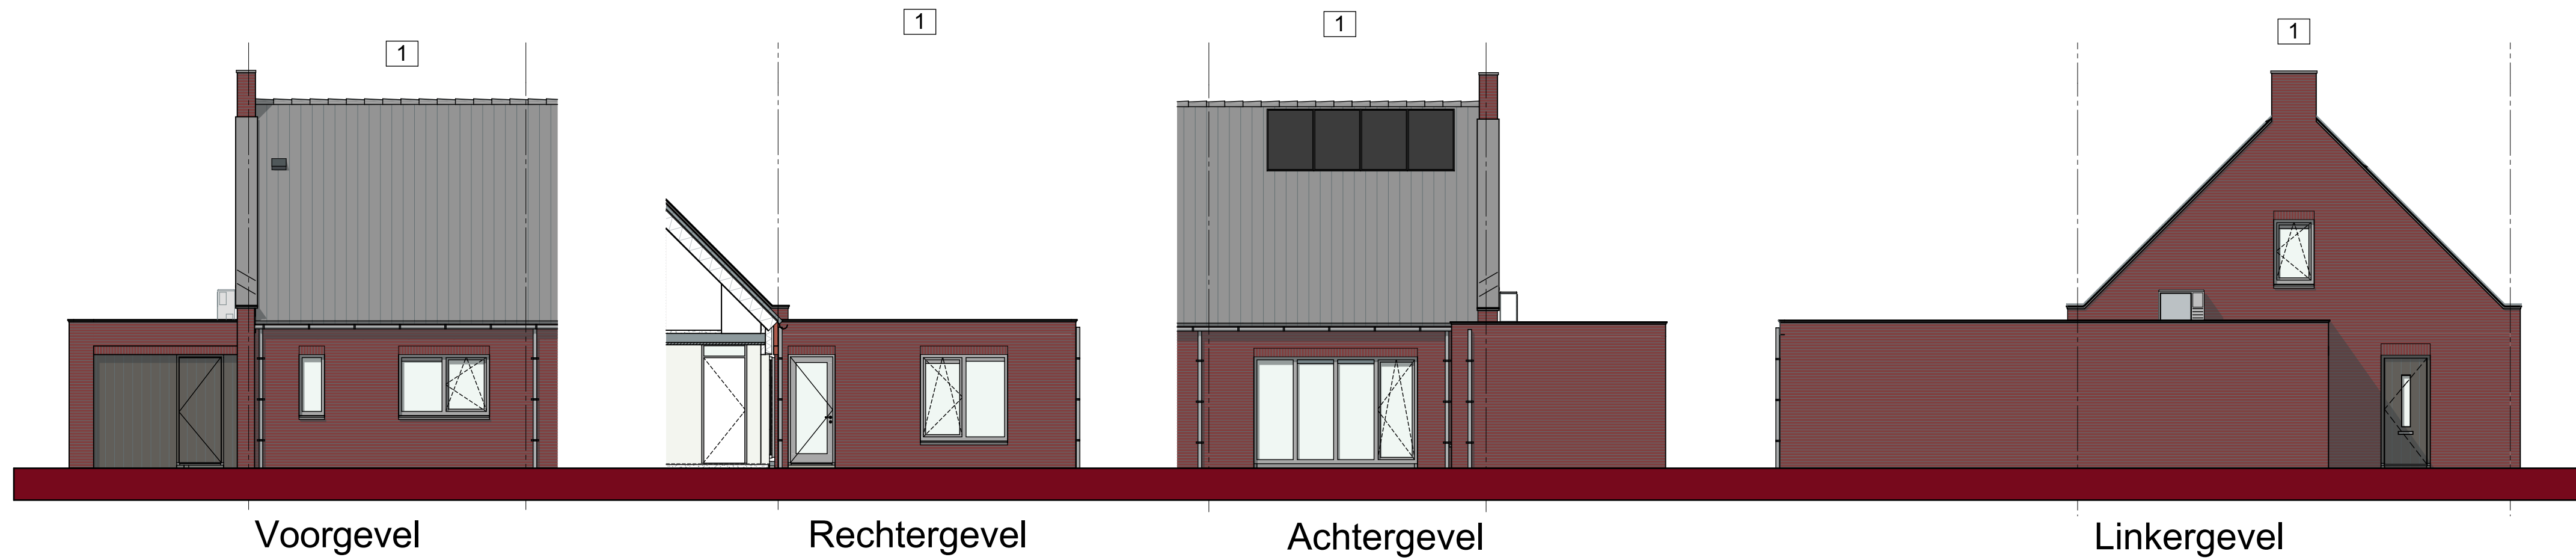 1
1
1
1
Voorgevel
Rechtergevel
Achtergevel
Linkergevel